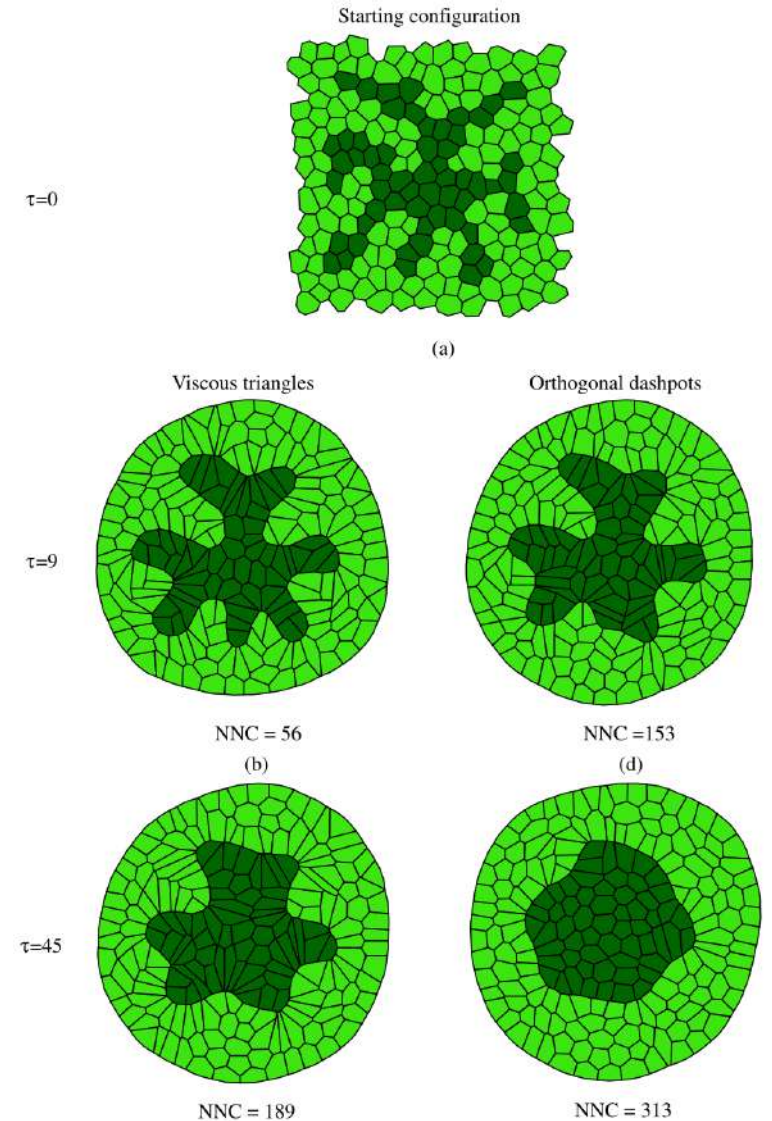 Starting configuration
τ=0
(a)
Viscous triangles
Orthogonal dashpots
τ=9
NNC = 56
NNC =153
(b)
(d)
τ=45
NNC = 189
NNC = 313